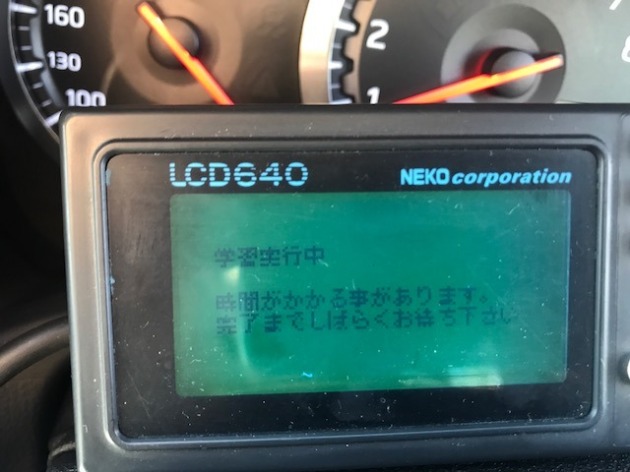 160
130
100
2
1
LCD640
NEKO corporation
学習実行中
時間がかかる事があります。
完了までしばらくお待ち下さい